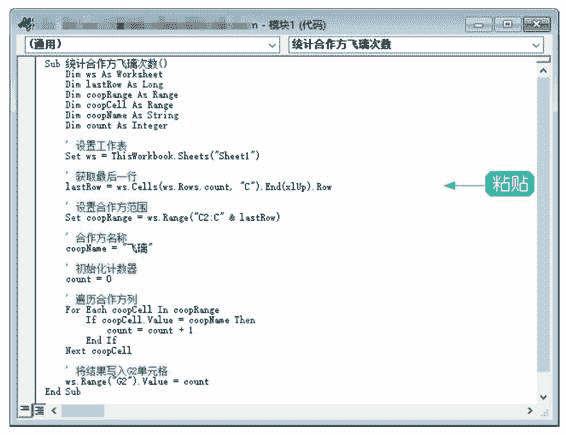 - 模块1 (代码)
(通用)
统计合作方飞璃次数
Sub 统计合作方飞璃次数()
Dim ws As Worksheet
Dim lastRow As Long
Dim coopRange As Range
Dim coopCell As Range
Dim coopName As String
Dim count As Integer
' 设置工作表
Set ws = ThisWorkbook.Sheets("Sheet1")
' 获取最后一行
lastRow = ws.Cells(ws.Rows.count, "C").End(xlUp).Row
粘贴
' 设置合作方范围
Set coopRange = ws.Range("C2:C" & lastRow)
' 合作方名称
coopName = "飞璃"
' 初始化计数器
count = 0
' 遍历合作方列
For Each coopCell In coopRange
If coopCell.Value = coopName Then
count = count + 1
End If
Next coopCell
' 将结果写入G2单元格
ws.Range("G2").Value = count
End Sub